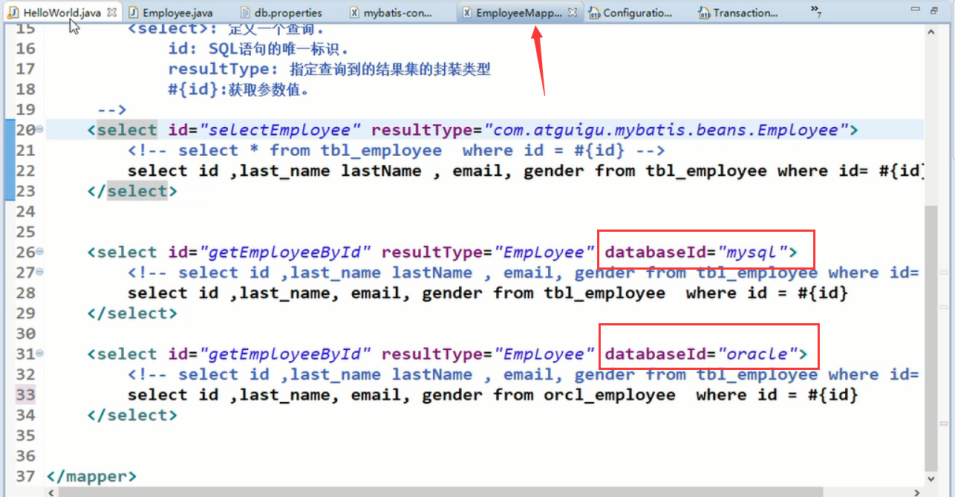 HelloWorld.java Employee.java db.properties mybatis-con... EmployeeMapp... Configuratio... Transaction... »7
15 <select>: 定义一个查询.
16 id: SQL语句的唯一标识.
17 resultType: 指定查询到的结果集的封装类型
18 #{id}:获取参数值。
19 -->
20 <select id="selectEmployee" resultType="com.atguigu.mybatis.beans.Employee">
21 <!-- select * from tbl_employee  where id = #{id} -->
22 select id ,last_name lastName , email, gender from tbl_employee where id= #{id}
23 </select>
24
25
26 <select id="getEmployeeById" resultType="Employee" databaseId="mysql">
27 <!-- select id ,last_name lastName , email, gender from tbl_employee where id=
28 select id ,last_name, email, gender from tbl_employee  where id = #{id}
29 </select>
30
31 <select id="getEmployeeById" resultType="Employee" databaseId="oracle">
32 <!-- select id ,last_name lastName , email, gender from tbl_employee where id=
33 select id ,last_name, email, gender from orcl_employee  where id = #{id}
34 </select>
35
36
37 </mapper>